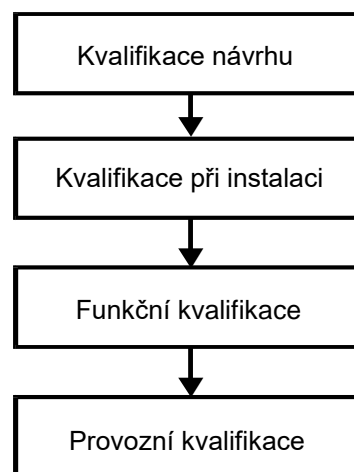 Kvalifikace návrhu
Kvalifikace při instalaci
Funkční kvalifikace
Provozní kvalifikace